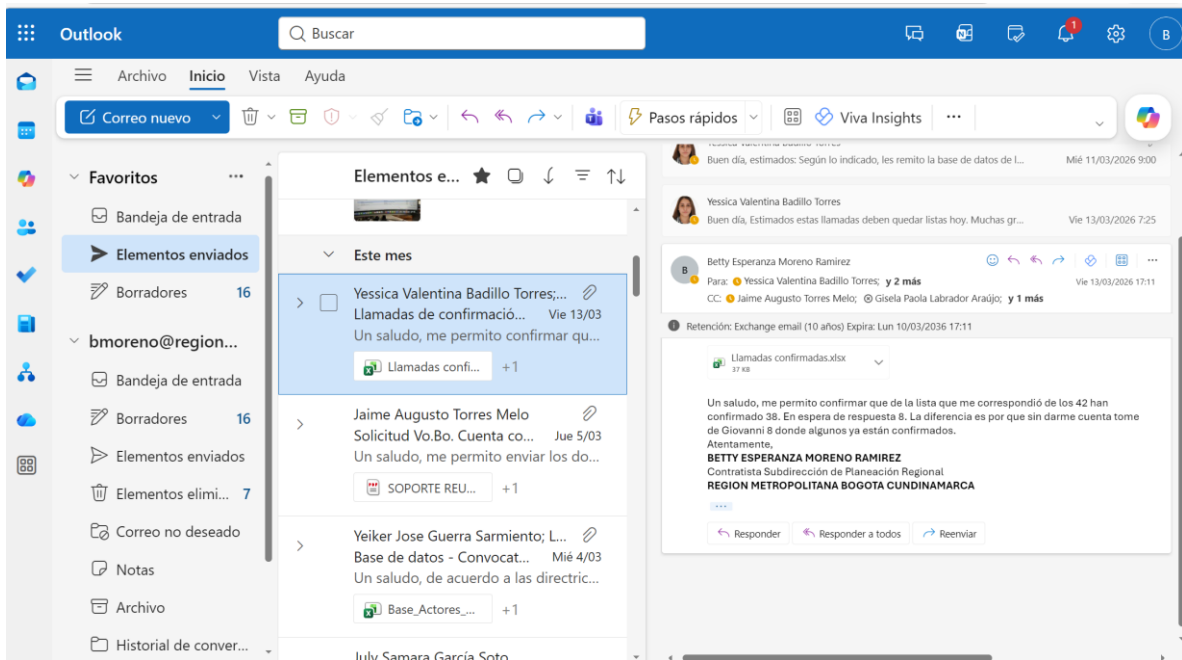 Outlook
Buscar
1
B
Archivo Inicio Vista Ayuda
Correo nuevo
Pasos rápidos
Viva Insights
Favoritos
Bandeja de entrada
Elementos enviados
Borradores 16
bmoreno@region...
Bandeja de entrada
Borradores 16
Elementos enviados
Elementos elimi... 7
Correo no deseado
Notas
Archivo
Historial de conver...
Elementos e...
Este mes
Yessica Valentina Badillo Torres;...
Llamadas de confirmació... Vie 13/03
Un saludo, me permito confirmar qu...
Llamadas confi... +1
Jaime Augusto Torres Melo
Solicitud Vo.Bo. Cuenta co... Jue 5/03
Un saludo, me permito enviar los do...
SOPORTE REU... +1
Yeiker Jose Guerra Sarmiento; L...
Base de datos - Convocat... Mié 4/03
Un saludo, de acuerdo a las directric...
Base_Actores_... +1
July Samara García Soto
Yessica Valentina Badillo Torres
Buen día, estimados: Según lo indicado, les remito la base de datos de l... Mié 11/03/2026 9:00
Yessica Valentina Badillo Torres
Buen día, Estimados estas llamadas deben quedar listas hoy. Muchas gr... Vie 13/03/2026 7:25
B
Betty Esperanza Moreno Ramirez
Para: Yessica Valentina Badillo Torres; y 2 más Vie 13/03/2026 17:11
CC: Jaime Augusto Torres Melo; Gisela Paola Labrador Araújo; y 1 más
Retención: Exchange email (10 años) Expira: Lun 10/03/2036 17:11
Llamadas confirmadas.xlsx
37 KB
Un saludo, me permito confirmar que de la lista que me correspondió de los 42 han
confirmado 38. En espera de respuesta 8. La diferencia es por que sin darme cuenta tome
de Giovanni 8 donde algunos ya están confirmados.
Atentamente,
BETTY ESPERANZA MORENO RAMIREZ
Contratista Subdirección de Planeación Regional
REGION METROPOLITANA BOGOTA CUNDINAMARCA
Responder Responder a todos Reenviar